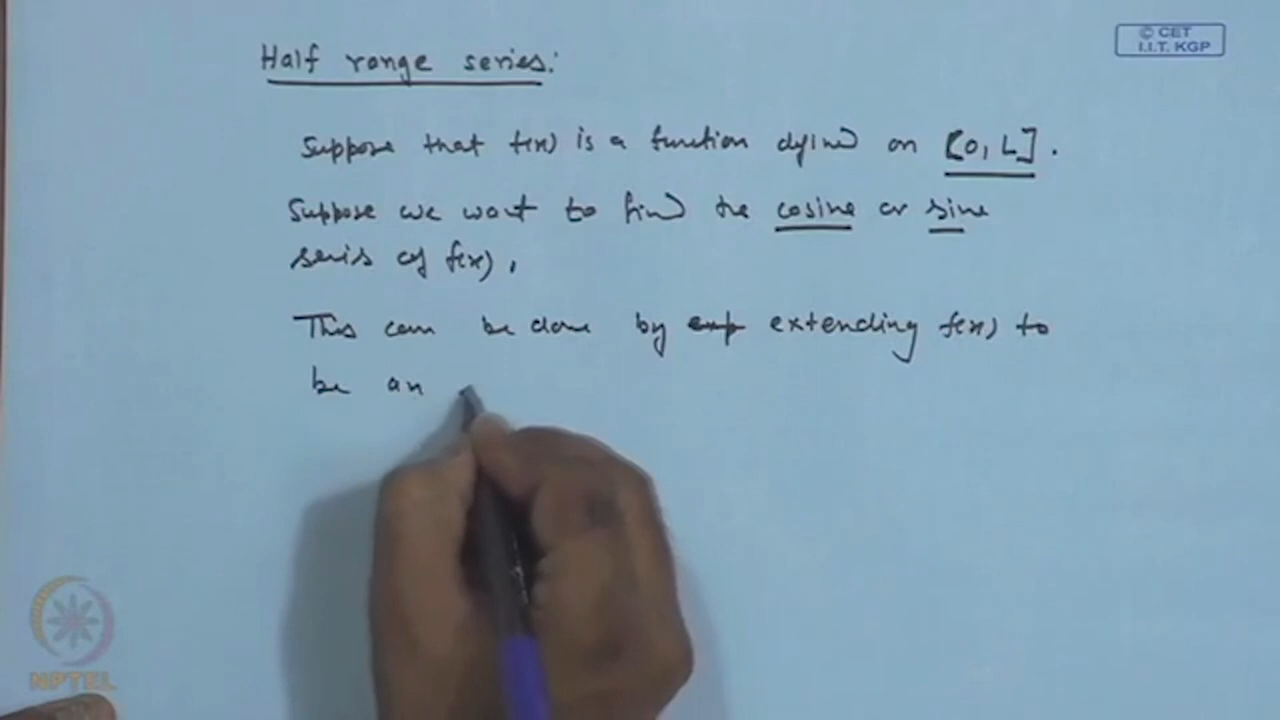 © CET
I.I.T. KGP
Half range series:
Suppose that f(x) is a function defined on [0, L].
Suppose we want to find the cosine or sine
series of f(x),
This can be done by exp extending f(x) to
be an
NPTEL